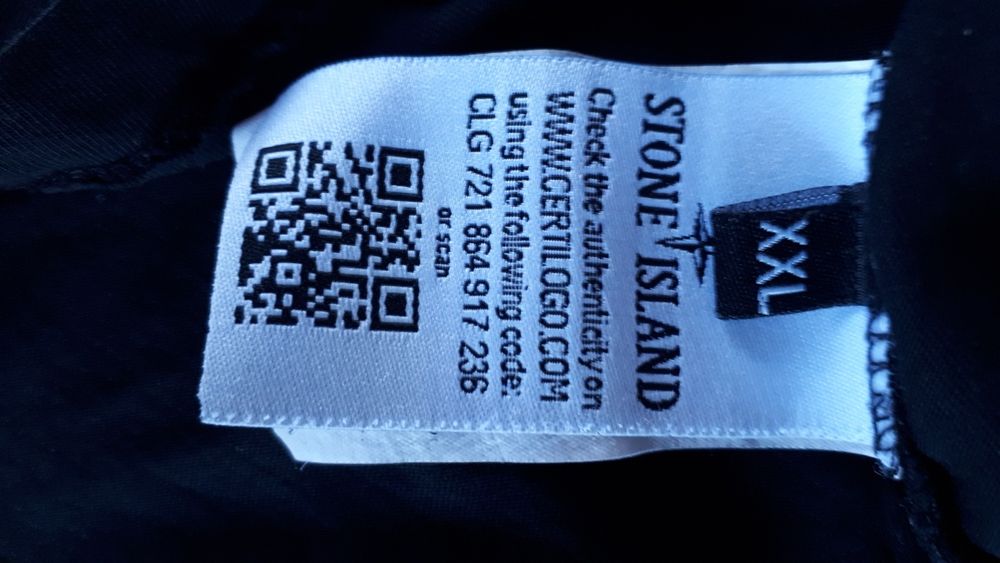 XXL
STONE ISLAND
Check the authenticity on
WWW.CERTILOGO.COM
using the following code:
CLG 721 864 917 236
or scan